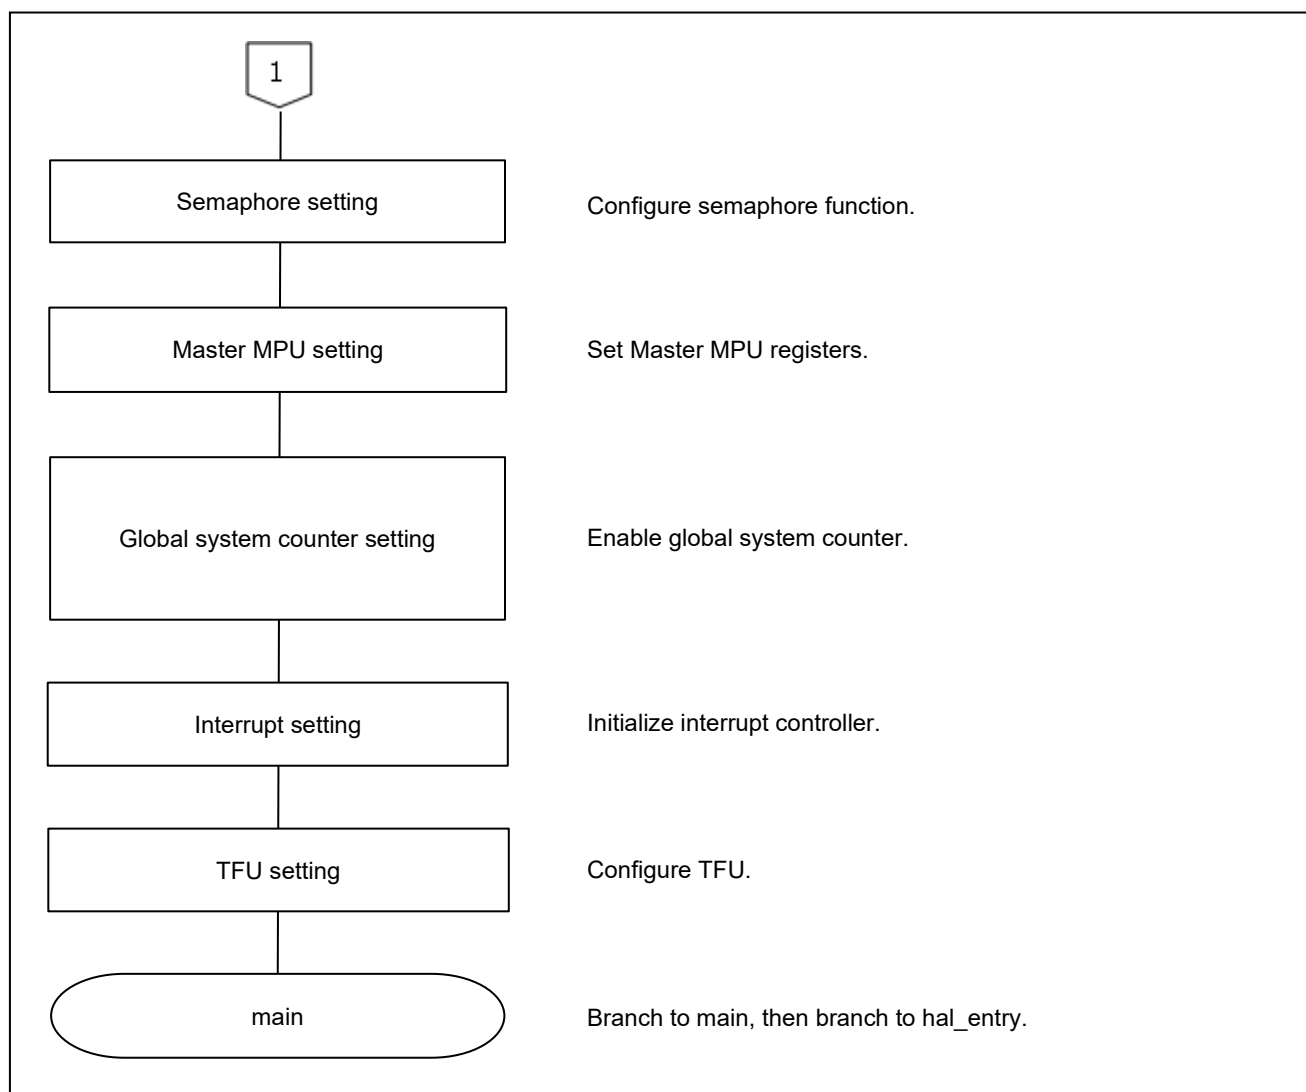 1
Semaphore setting
Configure semaphore function.
Master MPU setting
Set Master MPU registers.
Global system counter setting
Enable global system counter.
Interrupt setting
Initialize interrupt controller.
TFU setting
Configure TFU.
main
Branch to main, then branch to hal_entry.